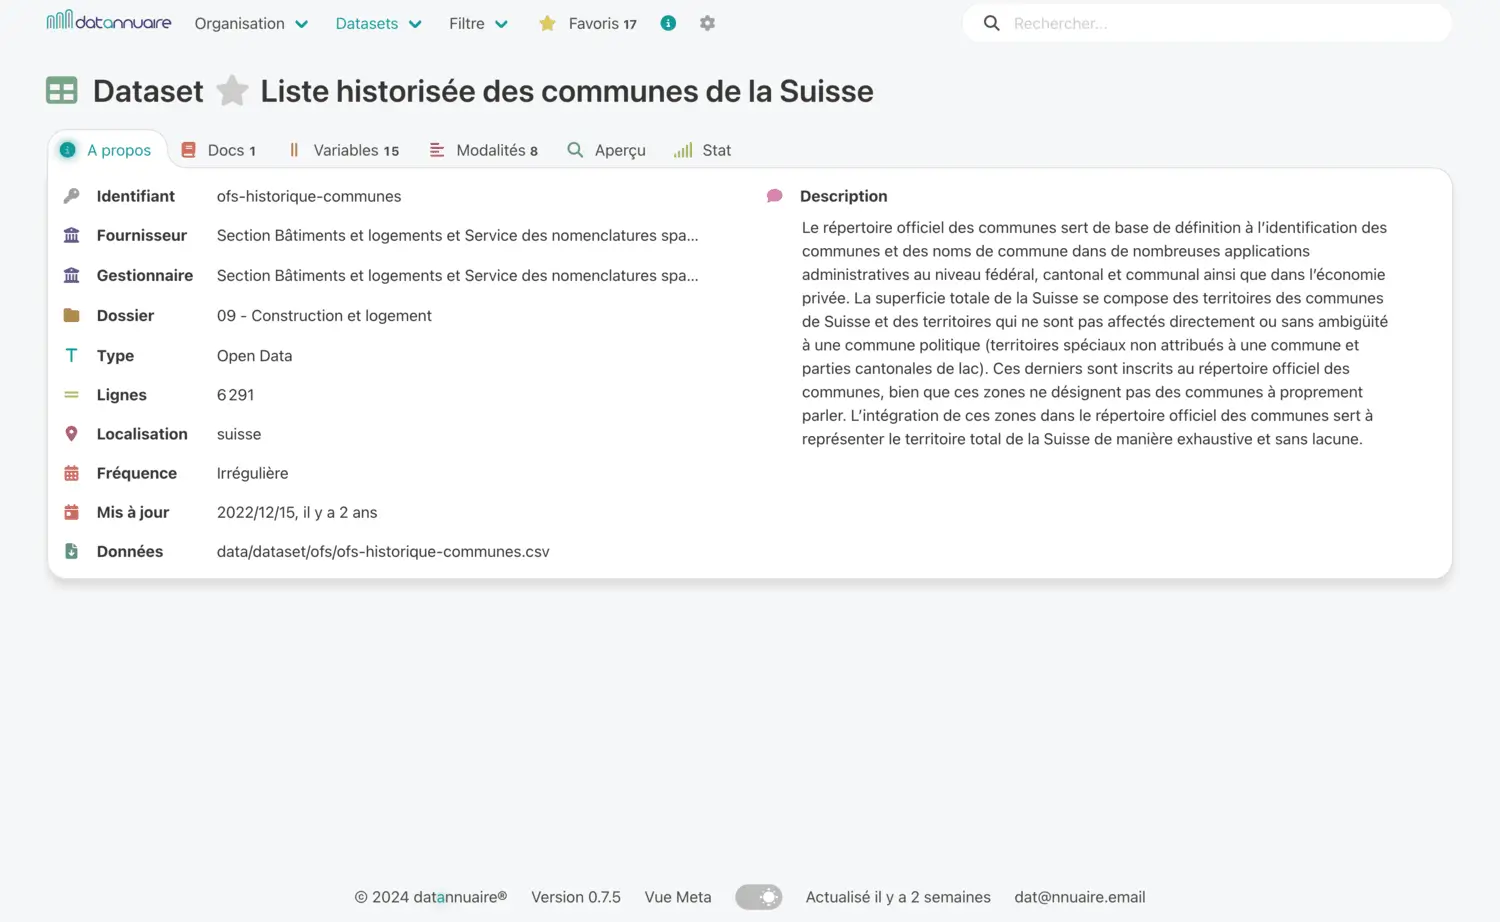 datannuaire Organisation Datasets Filtre Favoris 17 Rechercher...
Dataset Liste historisée des communes de la Suisse
A propos Docs 1 Variables 15 Modalités 8 Aperçu Stat
Identifiant ofs-historique-communes
Fournisseur Section Bâtiments et logements et Service des nomenclatures spa...
Gestionnaire Section Bâtiments et logements et Service des nomenclatures spa...
Dossier 09 - Construction et logement
Type Open Data
Lignes 6 291
Localisation suisse
Fréquence Irrégulière
Mis à jour 2022/12/15, il y a 2 ans
Données data/dataset/ofs/ofs-historique-communes.csv
Description
Le répertoire officiel des communes sert de base de définition à l’identification des
communes et des noms de commune dans de nombreuses applications
administratives au niveau fédéral, cantonal et communal ainsi que dans l’économie
privée. La superficie totale de la Suisse se compose des territoires des communes
de Suisse et des territoires qui ne sont pas affectés directement ou sans ambigüité
à une commune politique (territoires spéciaux non attribués à une commune et
parties cantonales de lac). Ces derniers sont inscrits au répertoire officiel des
communes, bien que ces zones ne désignent pas des communes à proprement
parler. L’intégration de ces zones dans le répertoire officiel des communes sert à
représenter le territoire total de la Suisse de manière exhaustive et sans lacune.
© 2024 datannuaire® Version 0.7.5 Vue Meta Actualisé il y a 2 semaines dat@nnuaire.email